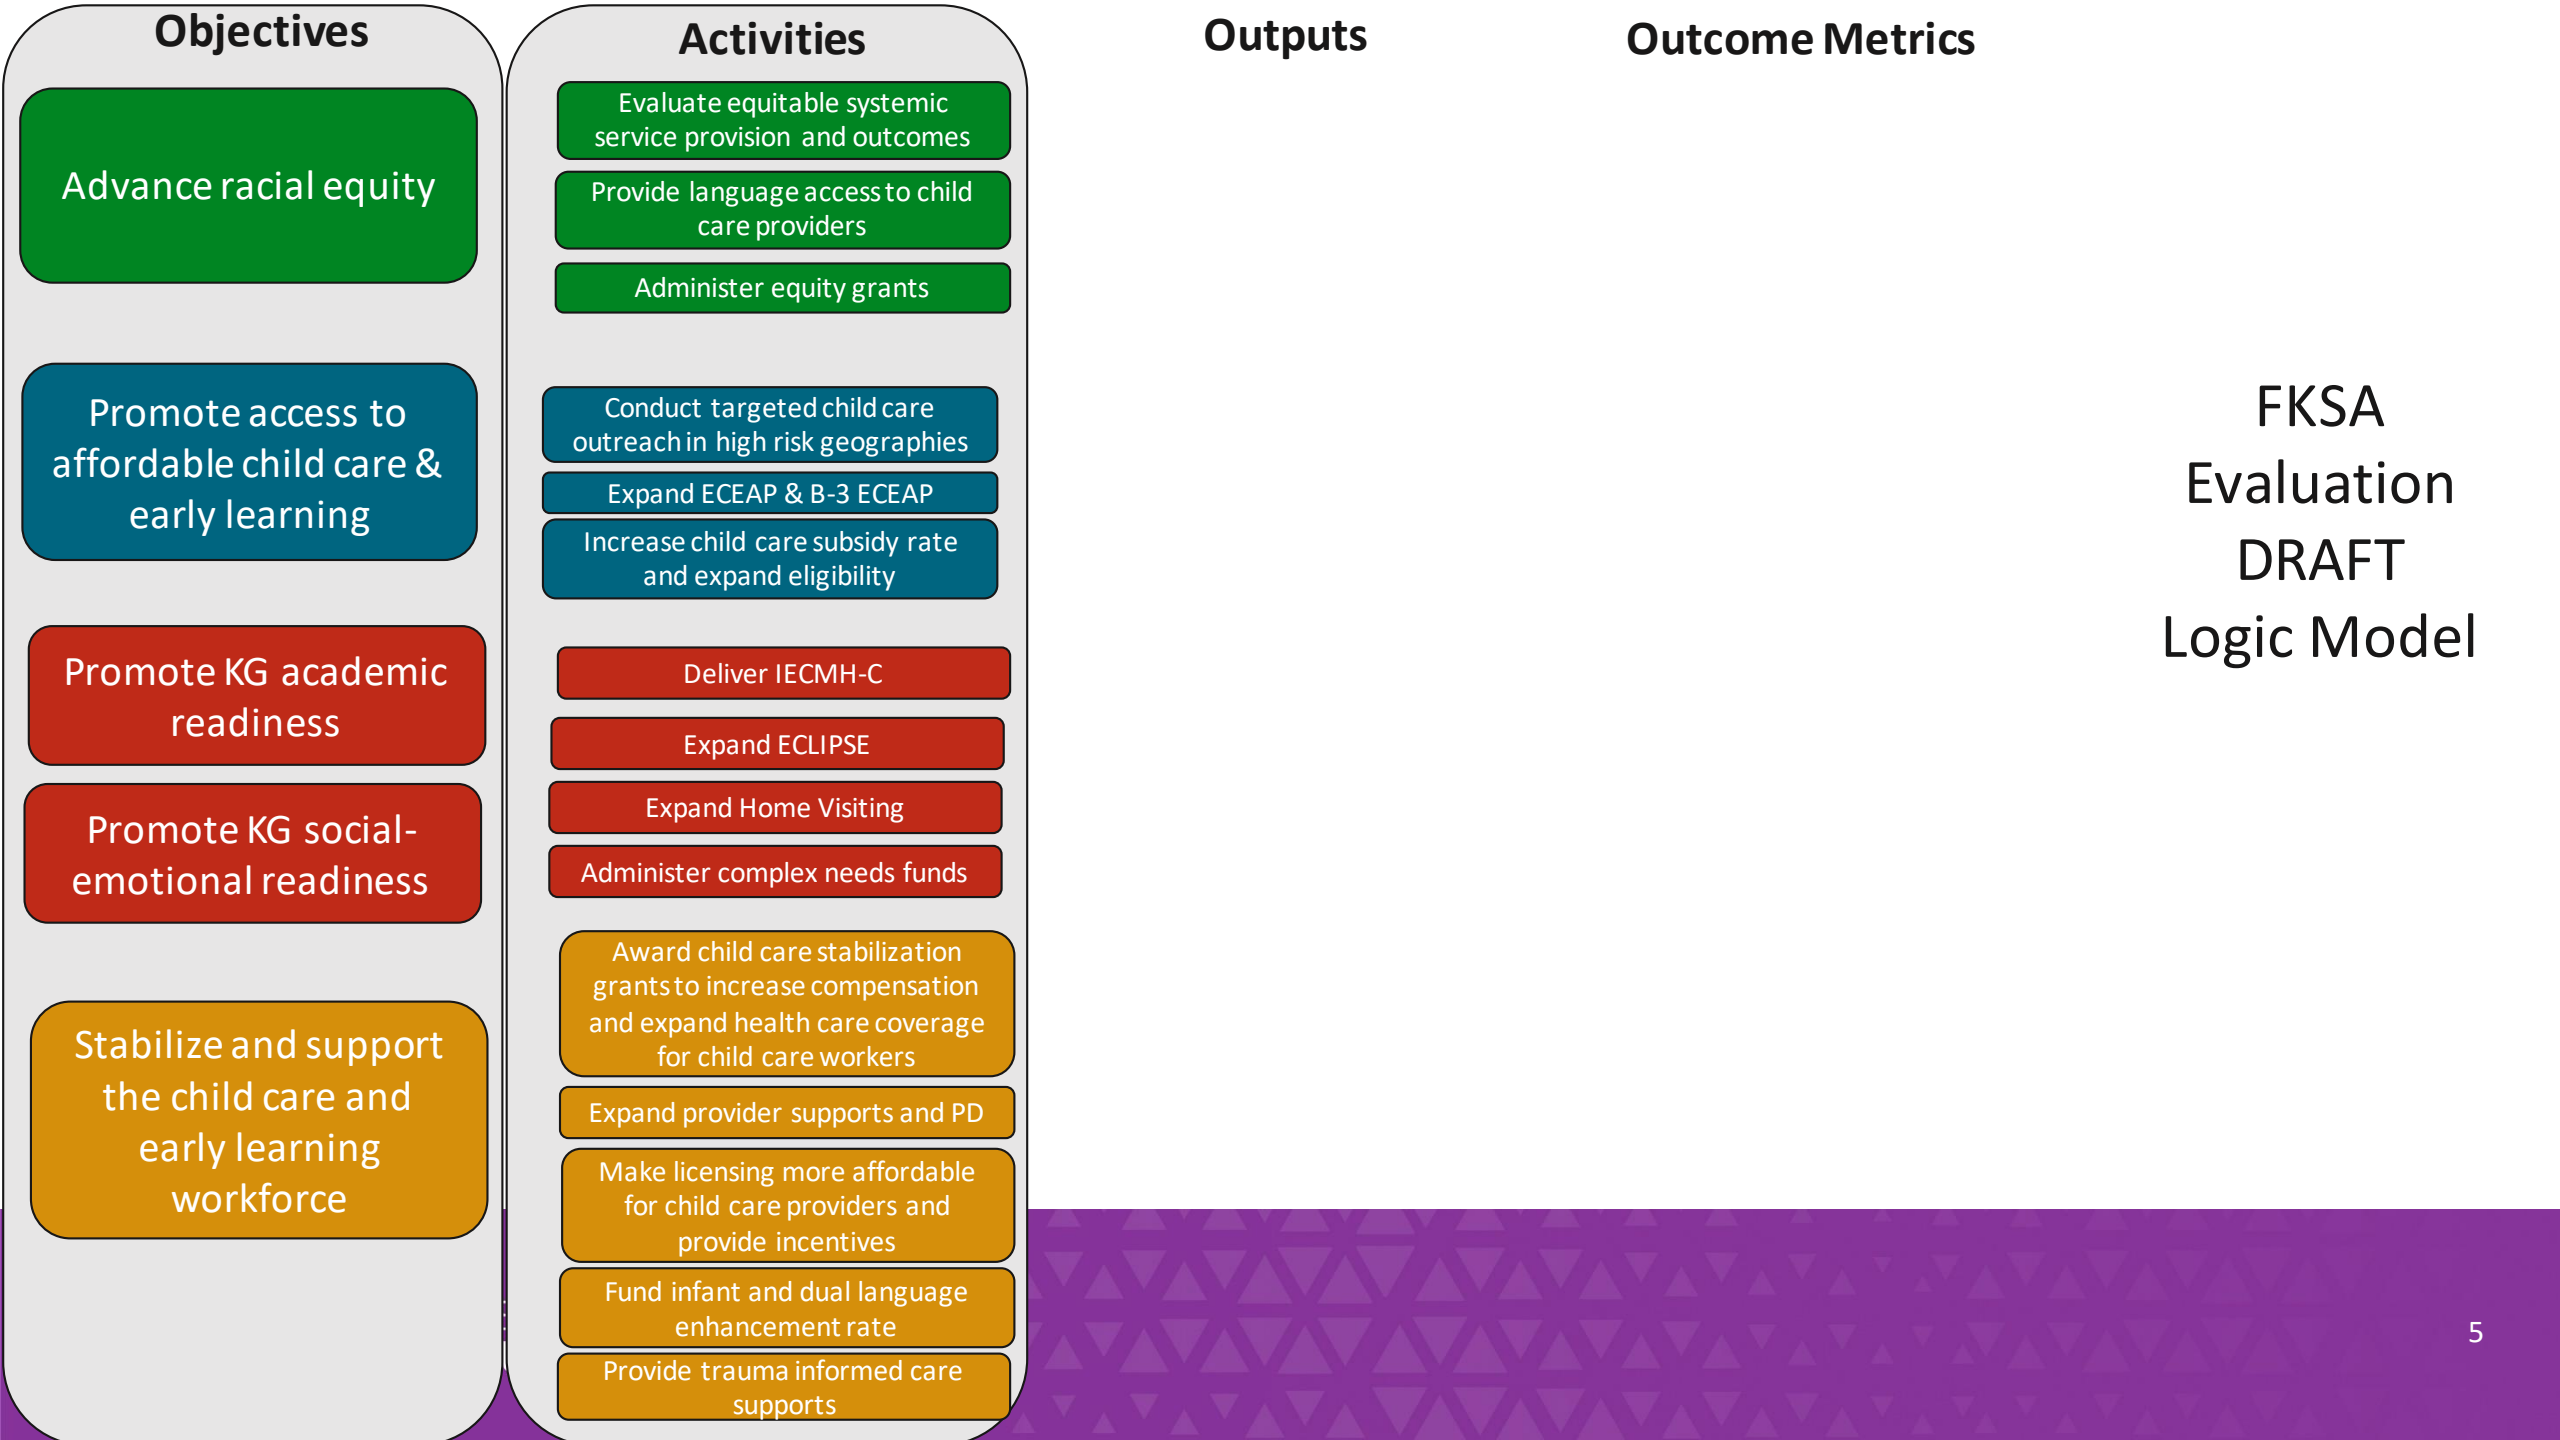 Objectives
Advance racial equity
Promote access to
affordable child care &
early learning
Promote KG academic
readiness
Promote KG social-
emotional readiness
Stabilize and support
the child care and
early learning
workforce
Activities
Evaluate equitable systemic
service provision and outcomes
Provide language access to child
care providers
Administer equity grants
Conduct targeted child care
outreach in high risk geographies
Expand ECEAP & B-3 ECEAP
Increase child care subsidy rate
and expand eligibility
Deliver IECMH-C
Expand ECLIPSE
Expand Home Visiting
Administer complex needs funds
Award child care stabilization
grants to increase compensation
and expand health care coverage
for child care workers
Expand provider supports and PD
Make licensing more affordable
for child care providers and
provide incentives
Fund infant and dual language
enhancement rate
Provide trauma informed care
supports
Outputs
Outcome Metrics
FKSA
Evaluation
DRAFT
Logic Model
5